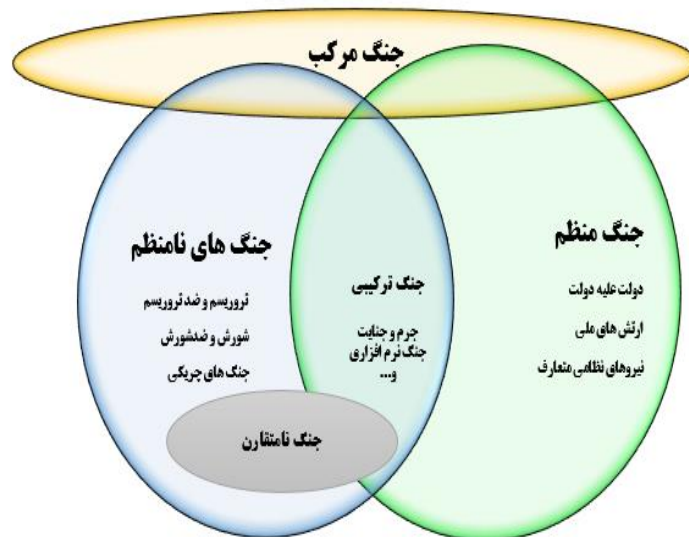 جنگ مرکب
جنگ منظم
دولت علیه دولت
ارتش های ملی
نیروهای نظامی متعارف
جنگ ترکیبی
جرم و جنایت
جنگ نرم افزاری
و...
جنگ های نامنظم
تروریسم و ضد تروریسم
شورش و ضدشورش
جنگ های چریکی
جنگ نامتقارن